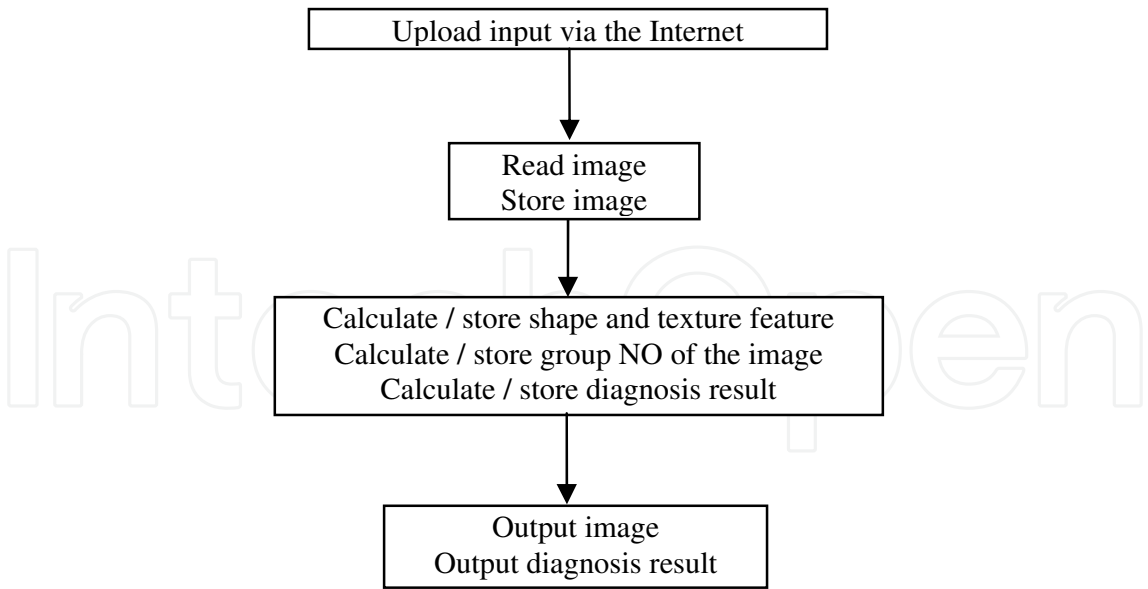 Upload input via the Internet
Read image
Store image
Calculate / store shape and texture feature
Calculate / store group NO of the image
Calculate / store diagnosis result
Output image
Output diagnosis result
IntechOpen